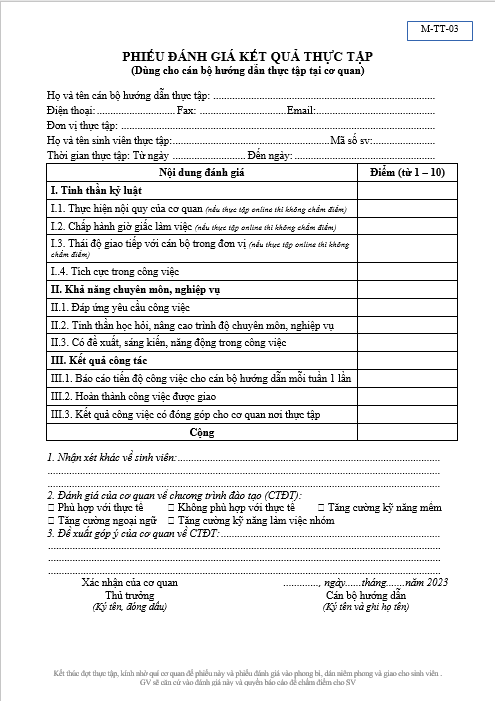 M-TT-03
PHIẾU ĐÁNH GIÁ KẾT QUẢ THỰC TẬP
(Dùng cho cán bộ hướng dẫn thực tập tại cơ quan)
Họ và tên cán bộ hướng dẫn thực tập: ..........................................................................
Điện thoại: .......................... Fax: ............................. Email: ........................................
Đơn vị thực tập: .........................................................................................................
Họ và tên sinh viên thực tập:..................................................... Mã số sv:.....................
Thời gian thực tập: Từ ngày ......................... Đến ngày: ...............................................
Nội dung đánh giá Điểm (từ 1 – 10)
I. Tinh thần kỷ luật
I.1. Thực hiện nội quy của cơ quan (nếu thực tập online thì không chấm điểm)
I.2. Chấp hành giờ giấc làm việc (nếu thực tập online thì không chấm điểm)
I.3. Thái độ giao tiếp với cán bộ trong đơn vị (nếu thực tập online thì không chấm
điểm)
I..4. Tích cực trong công việc
II. Khả năng chuyên môn, nghiệp vụ
II.1. Đáp ứng yêu cầu công việc
II.2. Tinh thần học hỏi, nâng cao trình độ chuyên môn, nghiệp vụ
II.3. Có đề xuất, sáng kiến, năng động trong công việc
III. Kết quả công tác
III.1. Báo cáo tiến độ công việc cho cán bộ hướng dẫn mỗi tuần 1 lần
III.2. Hoàn thành công việc được giao
III.3. Kết quả công việc có đóng góp cho cơ quan nơi thực tập
Cộng
1. Nhận xét khác về sinh viên:.......................................................................................
...................................................................................................................................
...................................................................................................................................
2. Đánh giá của cơ quan về chương trình đào tạo (CTĐT):
□ Phù hợp với thực tế □ Không phù hợp với thực tế □ Tăng cường kỹ năng mềm
□ Tăng cường ngoại ngữ □ Tăng cường kỹ năng làm việc nhóm
3. Đề xuất góp ý của cơ quan về CTĐT:.........................................................................
...................................................................................................................................
...................................................................................................................................
...................................................................................................................................
Xác nhận của cơ quan ............., ngày......tháng.......năm 2023
Thủ trưởng Cán bộ hướng dẫn
(Ký tên, đóng dấu) (Ký tên và ghi họ tên)
Kết thúc đợt thực tập, kính nhờ quí cơ quan để phiếu này và phiếu đánh giá vào phong bì, dán niêm phong và giao cho sinh viên .
GV sẽ căn cứ vào đánh giá này và quyển báo cáo để chấm điểm cho SV